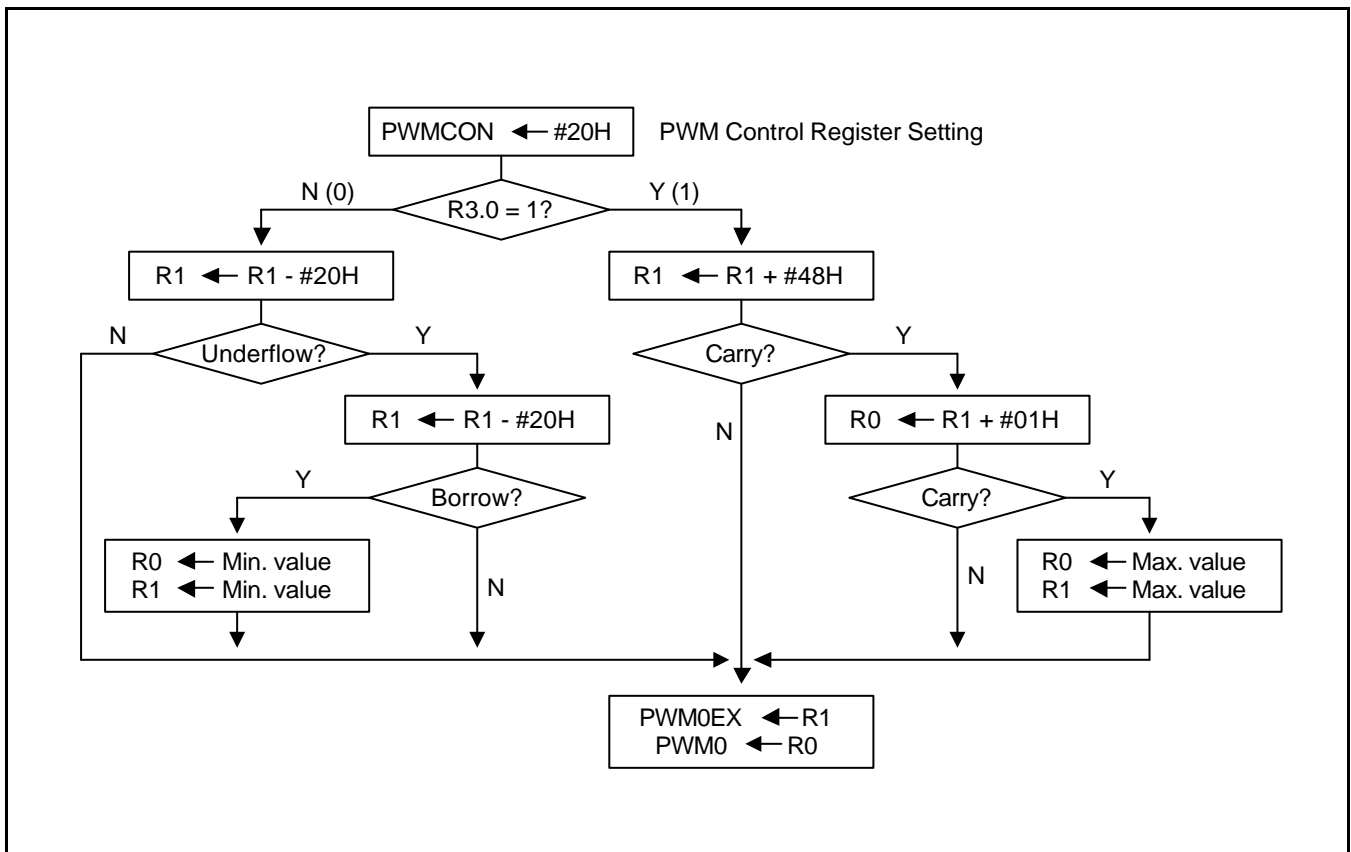 PWMCON ← #20H
PWM Control Register Setting
N (0)
Y (1)
R3.0 = 1?
R1 ← R1 - #20H
R1 ← R1 + #48H
N
Y
Underflow?
Carry?
Y
R1 ← R1 - #20H
N
R0 ← R1 + #01H
Y
Borrow?
Carry?
Y
R0 ← Min. value
R1 ← Min. value
N
N
R0 ← Max. value
R1 ← Max. value
PWM0EX ← R1
PWM0 ← R0